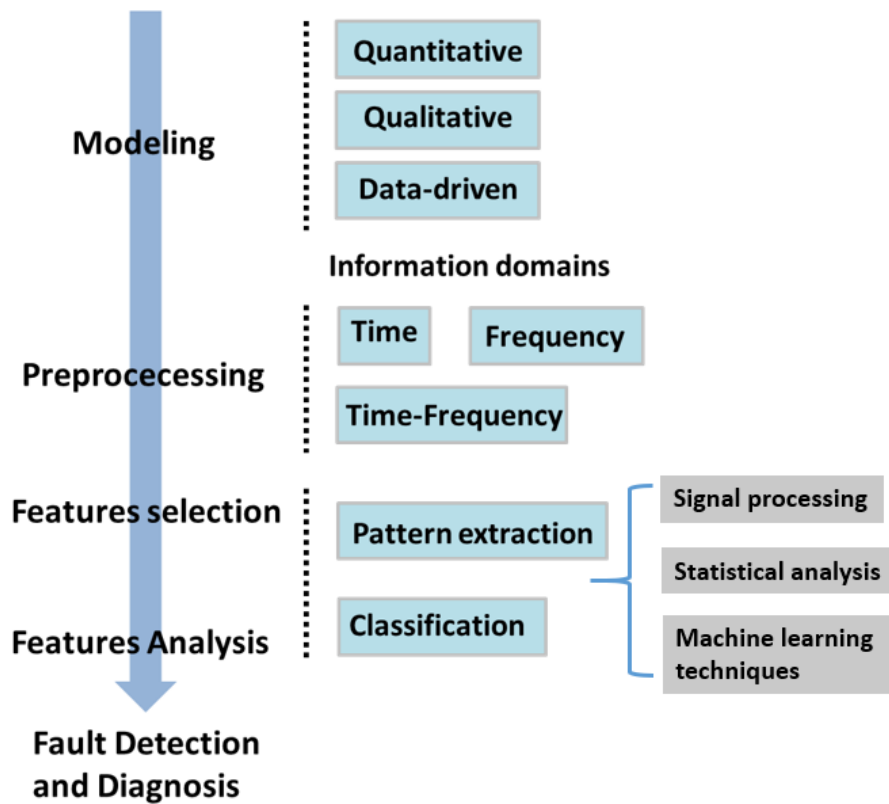 Quantitative
Qualitative
Modeling
Data-driven
Information domains
Time
Frequency
Preprocecessing
Time-Frequency
Features selection
Pattern extraction
Signal processing
Statistical analysis
Features Analysis
Classification
Machine learning
techniques
Fault Detection
and Diagnosis